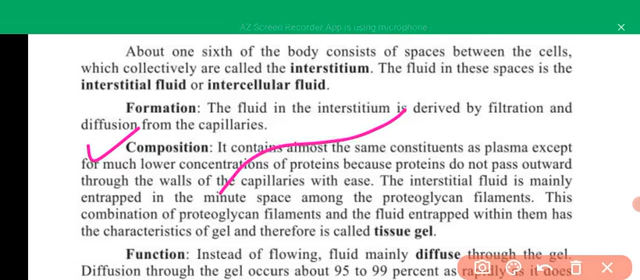 AZ Screen Recorder App is using microphone
About one sixth of the body consists of spaces between the cells,
which collectively are called the interstitium. The fluid in these spaces is the
interstitial fluid or intercellular fluid.
Formation: The fluid in the interstitium is derived by filtration and
diffusion from the capillaries.
Composition: It contains almost the same constituents as plasma except
for much lower concentrations of proteins because proteins do not pass outward
through the walls of the capillaries with ease. The interstitial fluid is mainly
entrapped in the minute space among the proteoglycan filaments. This
combination of proteoglycan filaments and the fluid entrapped within them has
the characteristics of gel and therefore is called tissue gel.
Function: Instead of flowing, fluid mainly diffuse through the gel.
Diffusion through the gel occurs about 95 to 99 percent as rapidly as it does